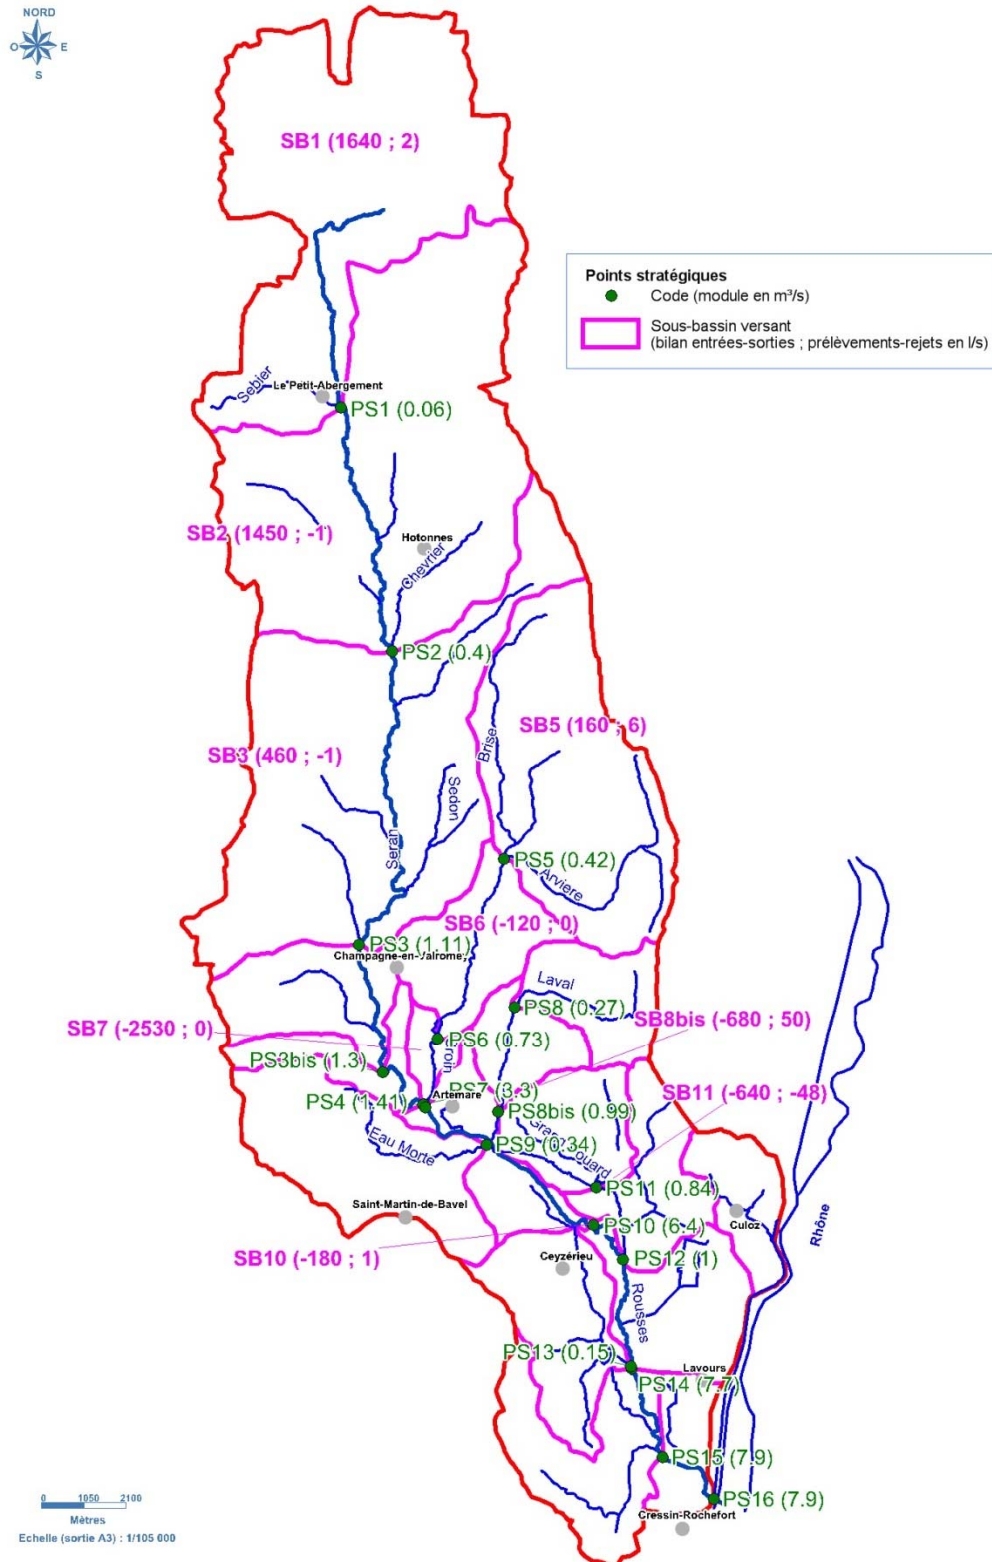 NORD
O E
S
SB1 (1640 ; 2)
Points stratégiques
Code (module en m³/s)
Sous-bassin versant
(bilan entrées-sorties ; prélèvements-rejets en l/s)
Sebier
Le Petit-Abergement
PS1 (0.06)
SB2 (1450 ; -1)
Hotonnes
Chevrier
PS2 (0.4)
SB3 (460 ; -1)
SB5 (160 ; 6)
Brise
Sedon
Seran
PS5 (0.42)
Arviere
SB6 (-120 ; 0)
PS3 (1.11)
Champagne-en-Valromey
Laval
PS8 (0.27)
SB7 (-2530 ; 0)
SB8bis (-680 ; 50)
PS6 (0.73)
PS3bis (1.3)
PS7 (3.3)
SB11 (-640 ; -48)
PS4 (1.41)
Artemare
PS8bis (0.99)
Eau Morte
PS9 (0.34)
PS11 (0.84)
Saint-Martin-de-Bavel
Culoz
Rhône
PS10 (6.4)
SB10 (-180 ; 1)
Ceyzérieu
PS12 (1)
Rousses
PS13 (0.15)
Lavours
PS14 (7.7)
PS15 (7.9)
PS16 (7.9)
Cressin-Rochefort
0 1050 2100
Mètres
Echelle (sortie A3) : 1/105 000